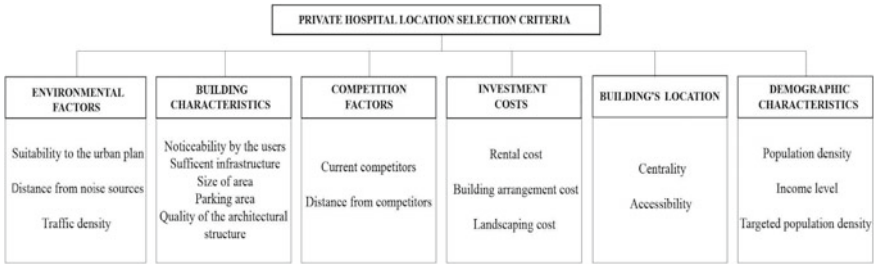 PRIVATE HOSPITAL LOCATION SELECTION CRITERIA
ENVIRONMENTAL
FACTORS
Suitability to the urban plan
Distance from noise sources
Traffic density
BUILDING
CHARACTERISTICS
Noticeability by the users
Sufficent infrastructure
Size of area
Parking area
Quality of the architectural
structure
COMPETITION
FACTORS
Current competitors
Distance from competitors
INVESTMENT
COSTS
Rental cost
Building arrangement cost
Landscaping cost
BUILDING'S LOCATION
Centrality
Accessibility
DEMOGRAPHIC
CHARACTERISTICS
Population density
Income level
Targeted population density